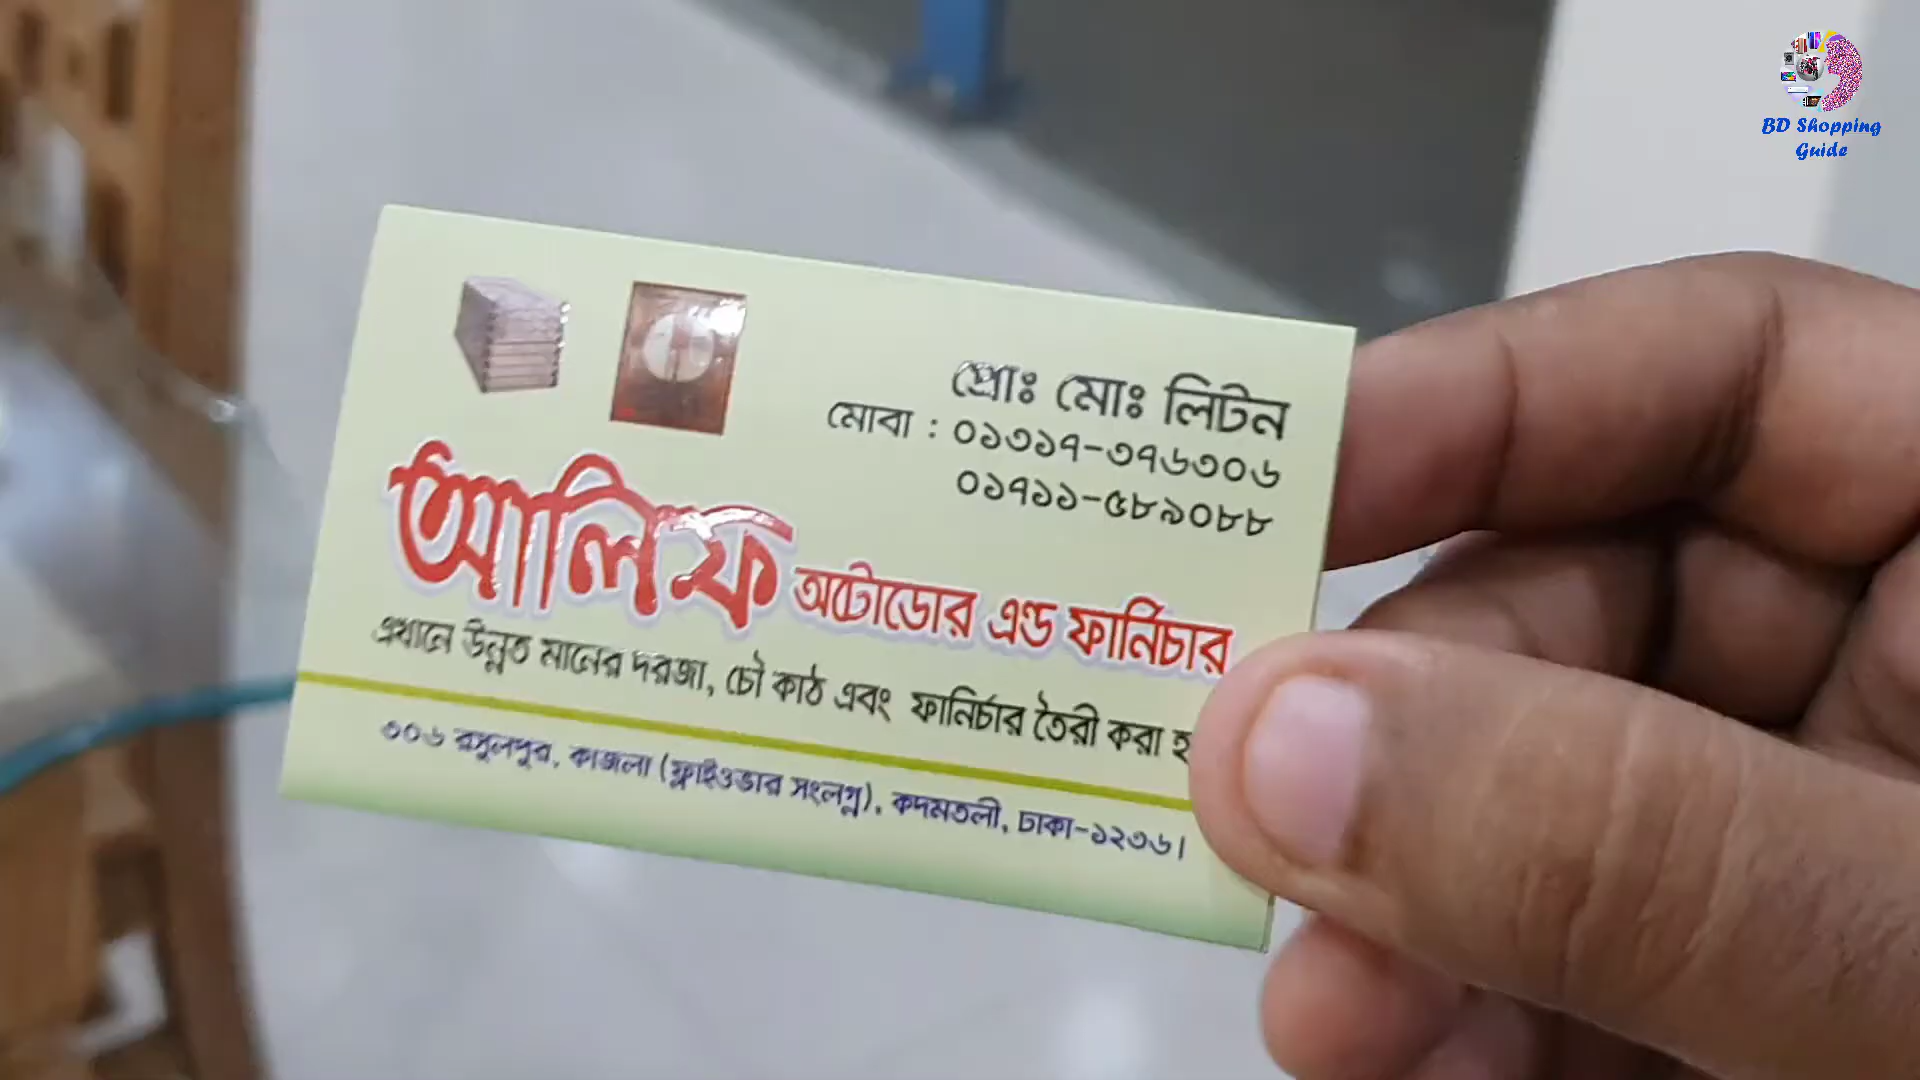 BD Shopping
Guide
প্রোঃ মোঃ লিটন
মোবা : ০১৩১৭-৩৭৬৩০৬
০১৭১১-৫৮৯০৮৮
আলিফ অটোডোর এন্ড ফার্নিচার
এখানে উন্নত মানের দরজা, চৌ কাঠ এবং ফার্নিচার তৈরী করা হ
৩০৬ রসুলপুর, কাজলা (ফ্লাইওভার সংলগ্ন), কদমতলী, ঢাকা-১২৩৬।